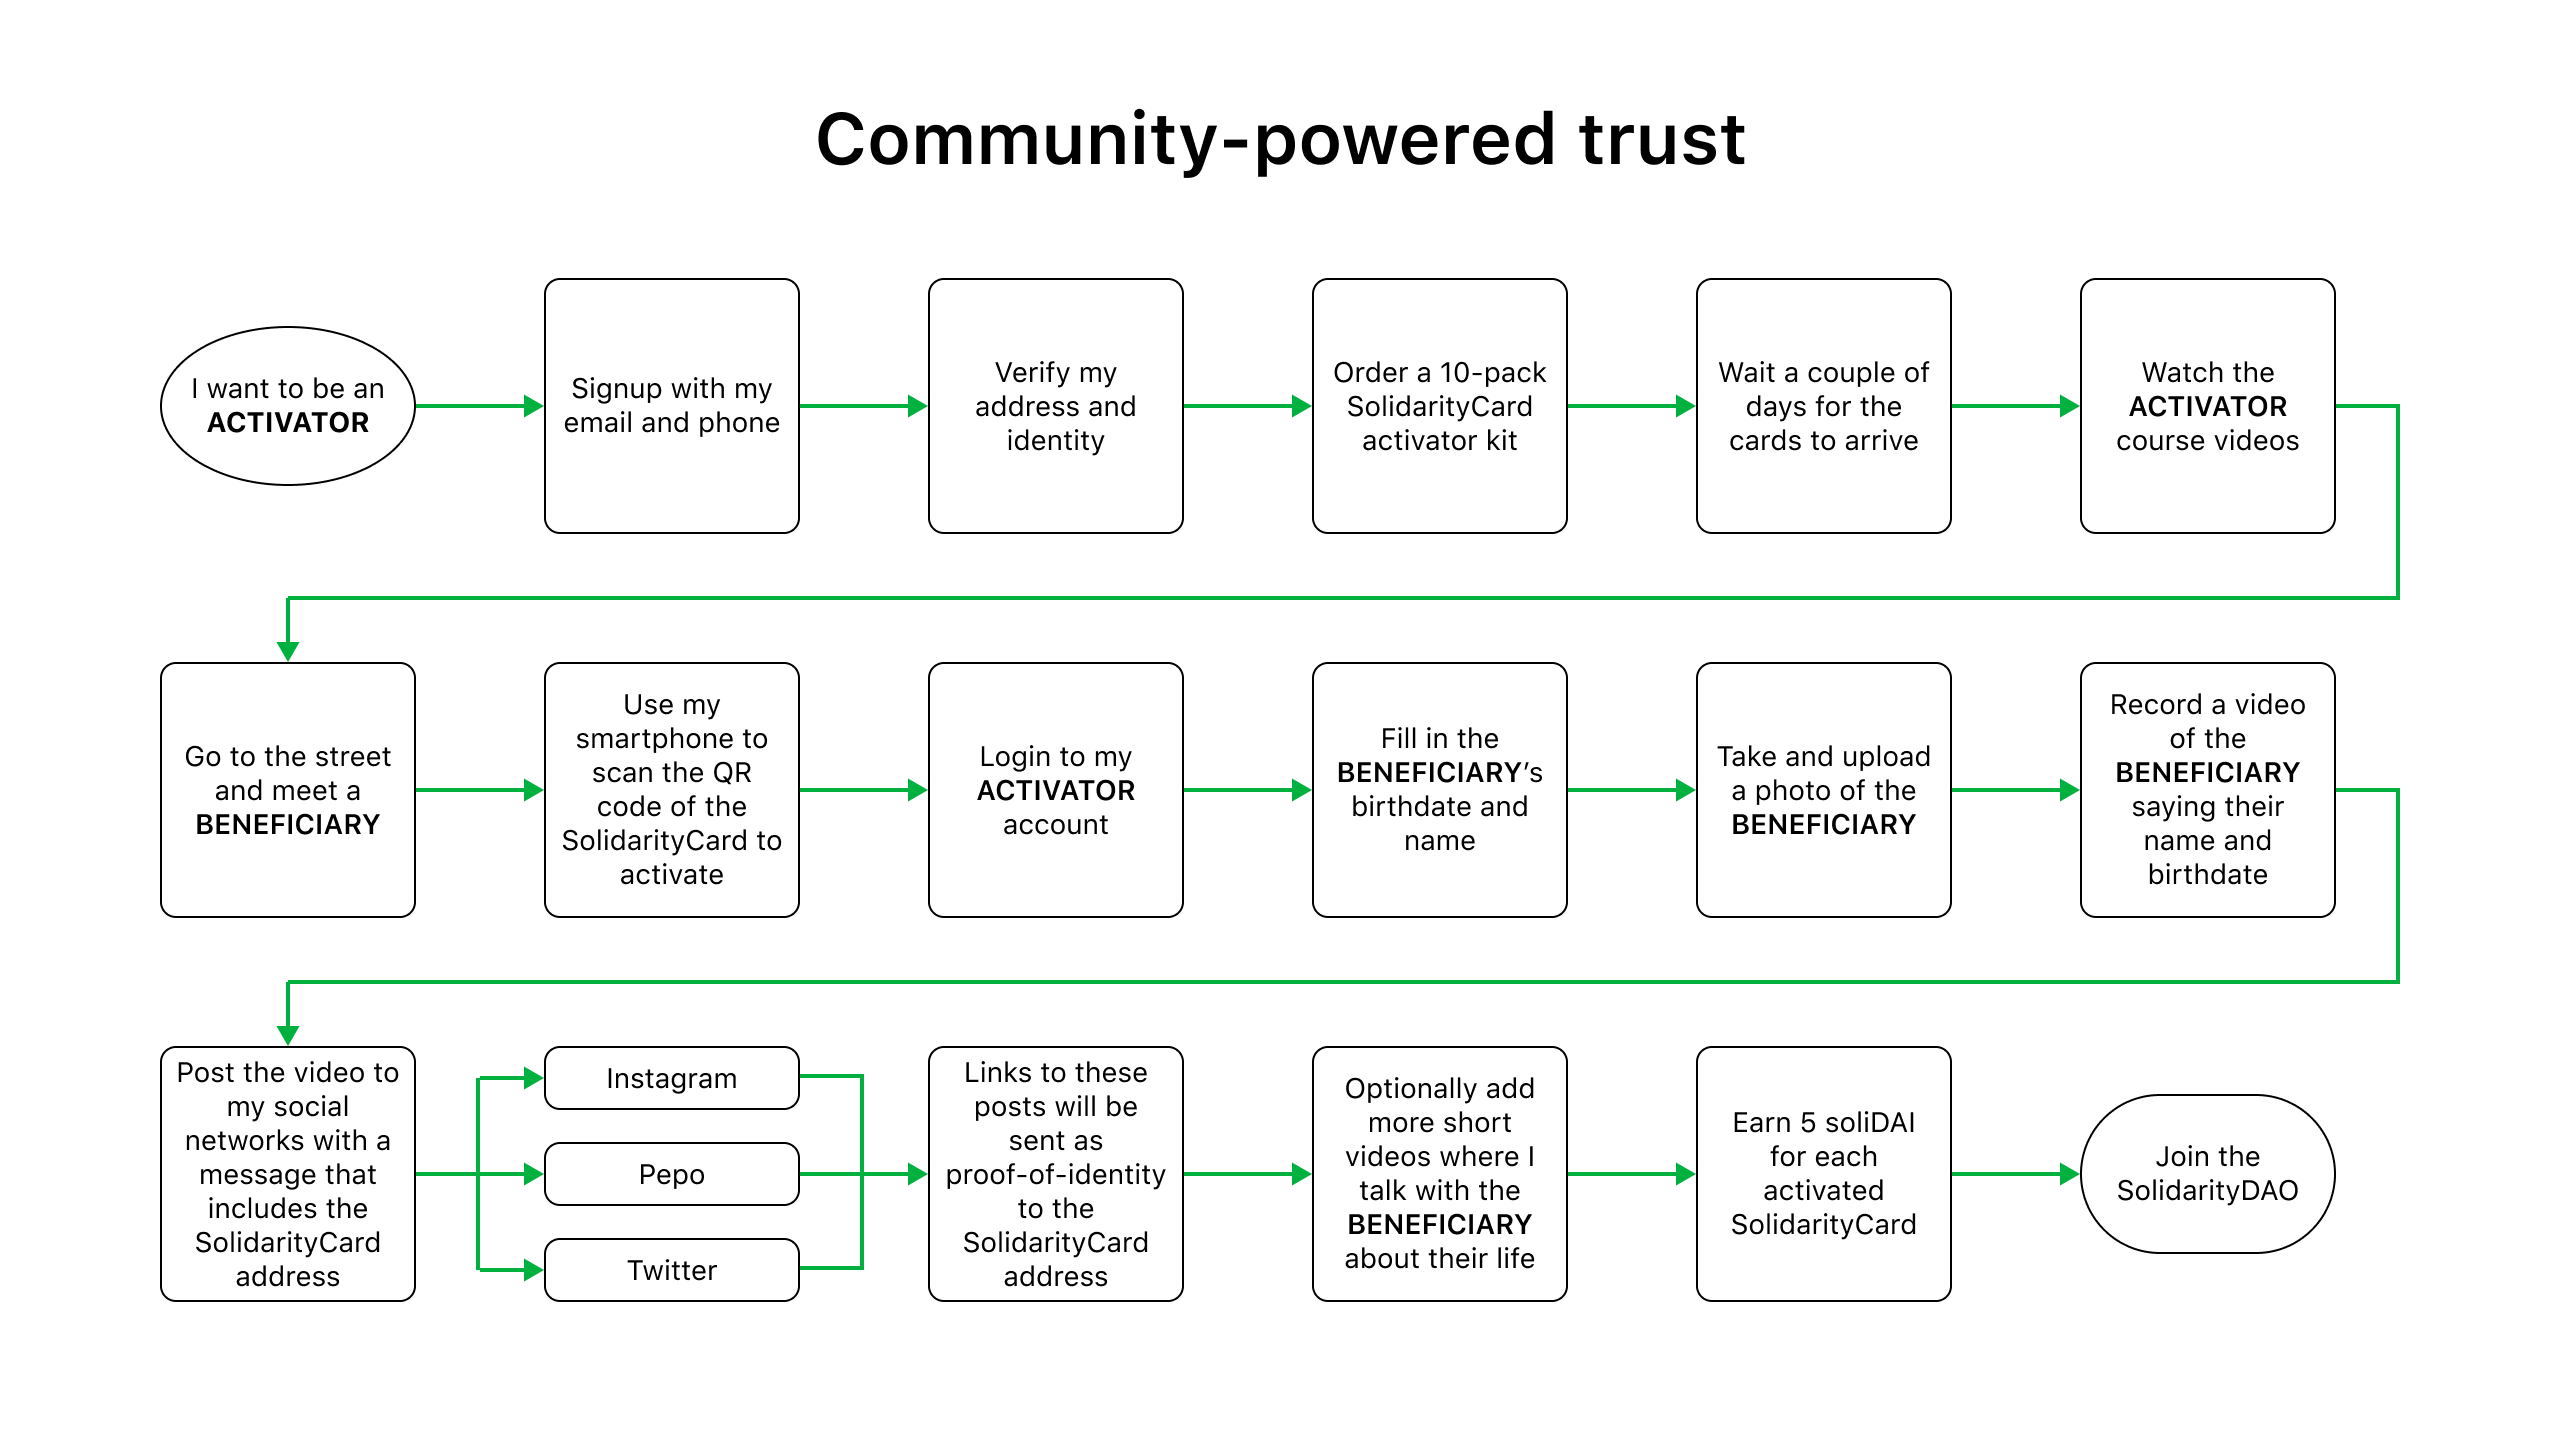 Community-powered trust
I want to be an
ACTIVATOR
Signup with my
email and phone
Verify my
address and
identity
Order a 10-pack
SolidarityCard
activator kit
Wait a couple of
days for the
cards to arrive
Watch the
ACTIVATOR
course videos
Go to the street
and meet a
BENEFICIARY
Use my
smartphone to
scan the QR
code of the
SolidarityCard to
activate
Login to my
ACTIVATOR
account
Fill in the
BENEFICIARY’s
birthdate and
name
Take and upload
a photo of the
BENEFICIARY
Record a video
of the
BENEFICIARY
saying their
name and
birthdate
Post the video to
my social
networks with a
message that
includes the
SolidarityCard
address
Instagram
Pepo
Twitter
Links to these
posts will be
sent as
proof-of-identity
to the
SolidarityCard
address
Optionally add
more short
videos where I
talk with the
BENEFICIARY
about their life
Earn 5 soliDAI
for each
activated
SolidarityCard
Join the
SolidarityDAO